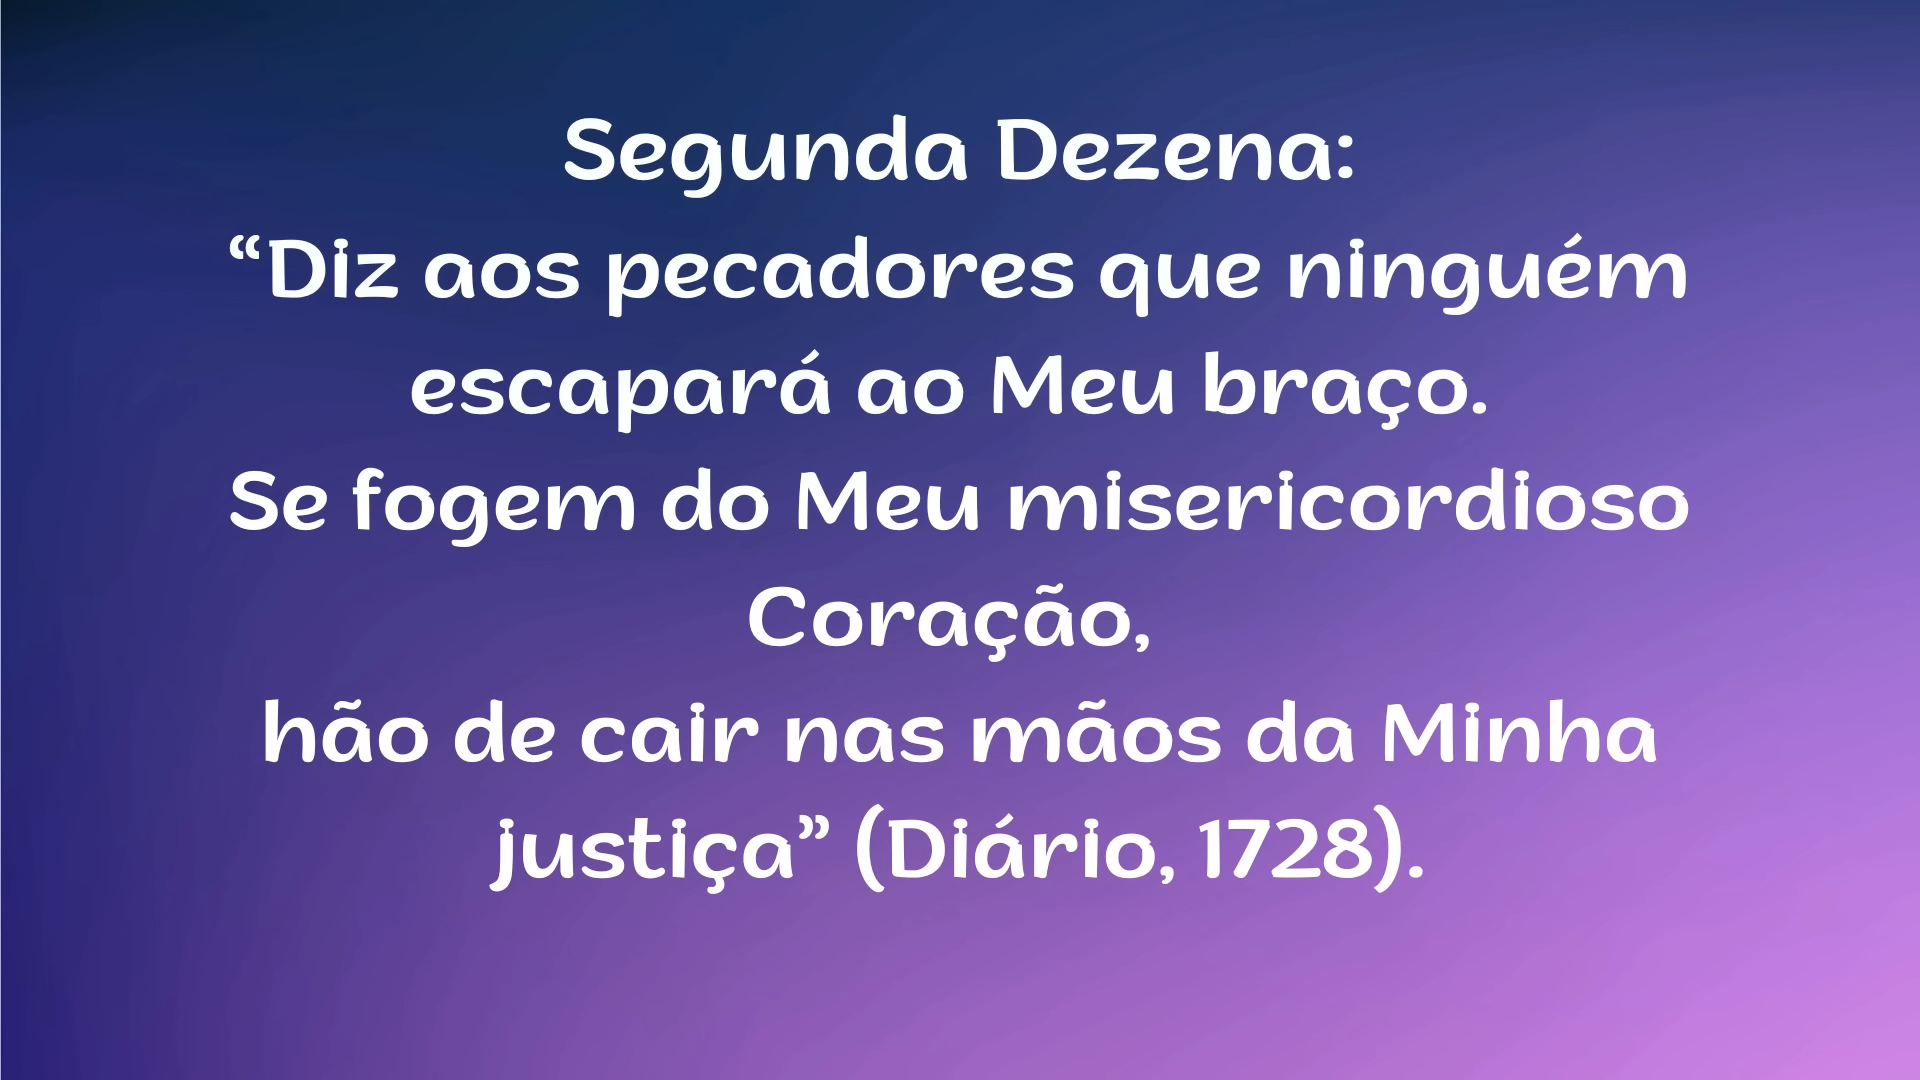 Segunda Dezena:
“Diz aos pecadores que ninguém
escapará ao Meu braço.
Se fogem do Meu misericordioso
Coração,
hão de cair nas mãos da Minha
justiça” (Diário, 1728).